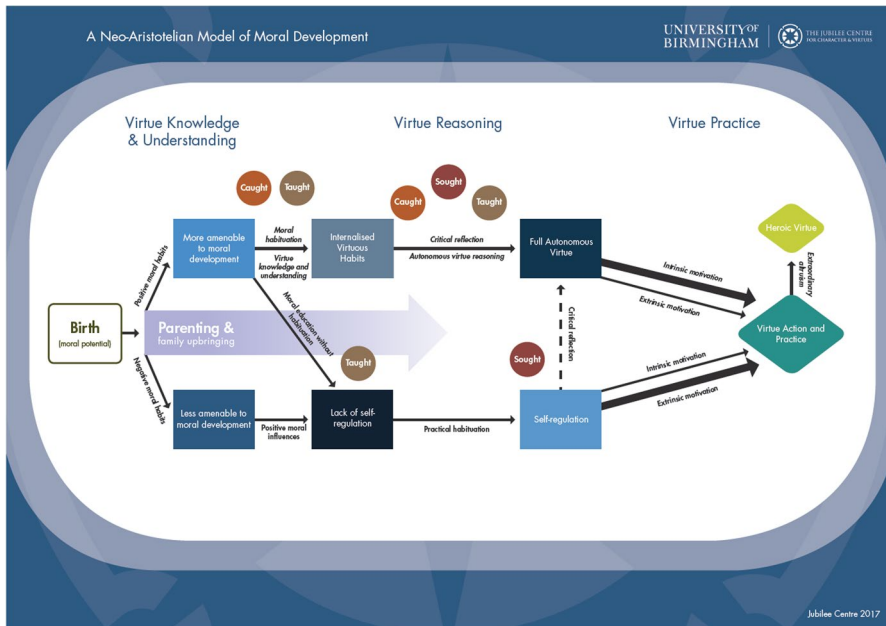 A Neo-Aristotelian Model of Moral Development
UNIVERSITY OF
BIRMINGHAM
THE JUBILEE CENTRE
FOR CHARACTER & VIRTUES
Virtue Knowledge
& Understanding
Virtue Reasoning
Virtue Practice
Caught
Taught
Caught
Sought
Taught
More amenable
to moral
development
Moral
habituation
Virtue
knowledge and
understanding
Internalised
Virtuous
Habits
Critical reflection
Autonomous virtue reasoning
Full Autonomous
Virtue
Intrinsic motivation
Extrinsic motivation
Heroic Virtue
Extraordinary
altruism
Positive moral habits
Birth
(moral potential)
Parenting &
family upbringing
Moral education without
habituation
Taught
Sought
Critical reflection
Virtue Action and
Practice
Negative moral habits
Less amenable to
moral development
Positive moral
influences
Lack of self-
regulation
Practical habituation
Self-regulation
Intrinsic motivation
Extrinsic motivation
Jubilee Centre 2017